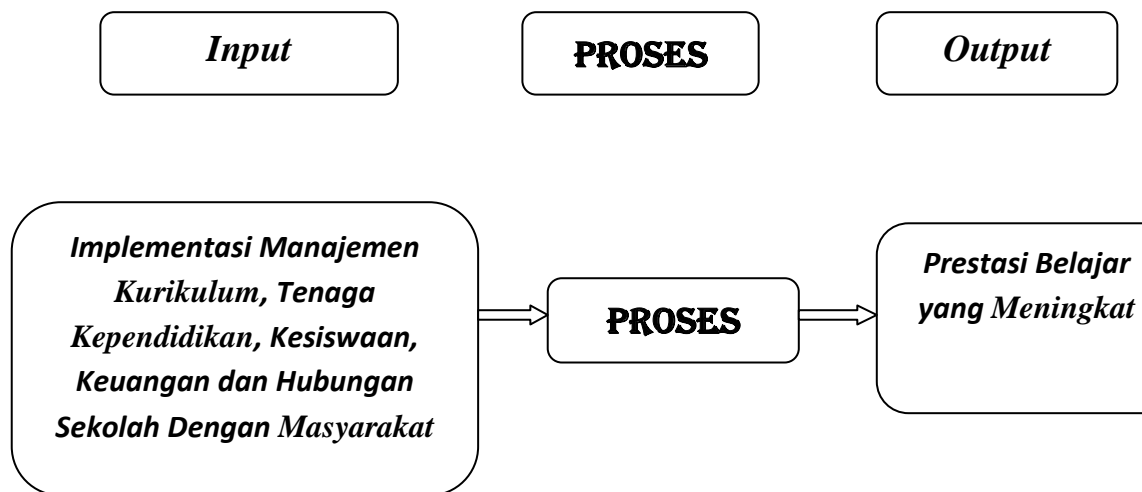 Input
PROSES
Output
Implementasi Manajemen
Kurikulum, Tenaga
Kependidikan, Kesiswaan,
Keuangan dan Hubungan
Sekolah Dengan Masyarakat
PROSES
Prestasi Belajar
yang Meningkat